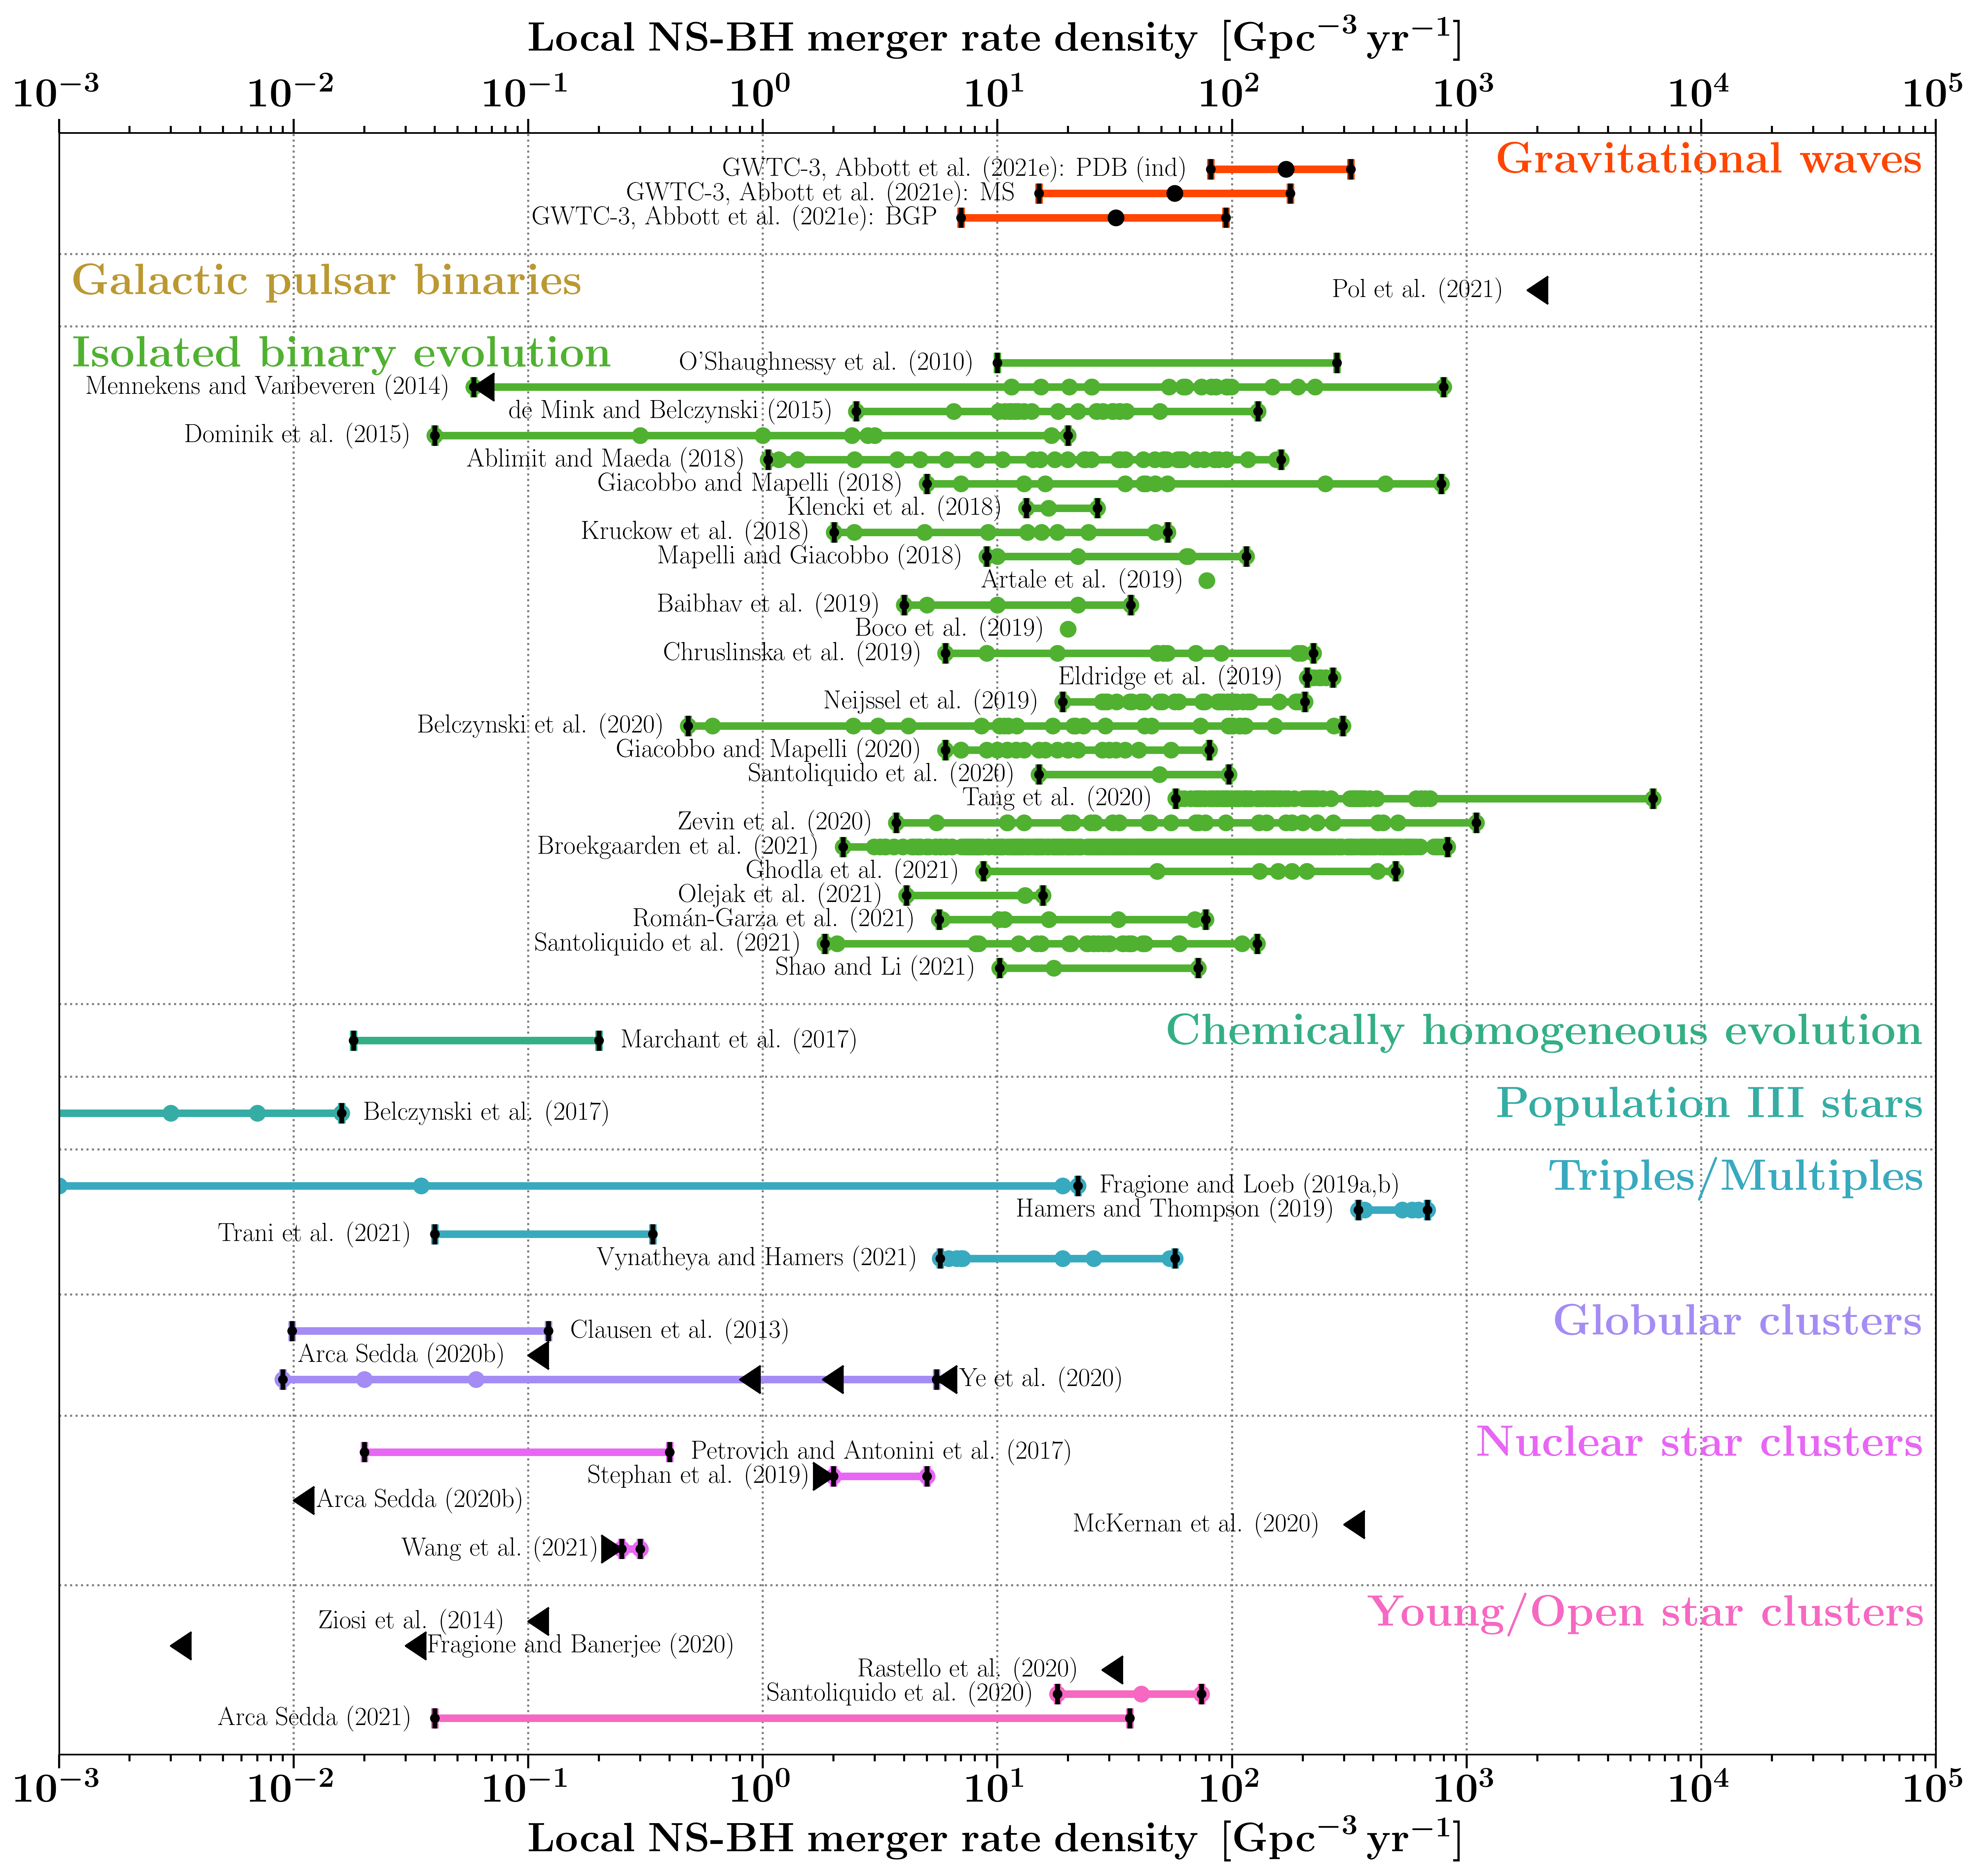 Local NS-BH merger rate density [Gpc⁻³ yr⁻¹]
10⁻³ 10⁻² 10⁻¹ 10⁰ 10¹ 10² 10³ 10⁴ 10⁵
Gravitational waves
GWTC-3, Abbott et al. (2021e): PDB (ind)
GWTC-3, Abbott et al. (2021e): MS
GWTC-3, Abbott et al. (2021e): BGP
Galactic pulsar binaries
Pol et al. (2021)
Isolated binary evolution
O'Shaughnessy et al. (2010)
Mennekens and Vanbeveren (2014)
de Mink and Belczynski (2015)
Dominik et al. (2015)
Ablimit and Maeda (2018)
Giacobbo and Mapelli (2018)
Klencki et al. (2018)
Kruckow et al. (2018)
Mapelli and Giacobbo (2018)
Artale et al. (2019)
Baibhav et al. (2019)
Boco et al. (2019)
Chruslinska et al. (2019)
Eldridge et al. (2019)
Neijssel et al. (2019)
Belczynski et al. (2020)
Giacobbo and Mapelli (2020)
Santoliquido et al. (2020)
Tang et al. (2020)
Zevin et al. (2020)
Broekgaarden et al. (2021)
Ghodla et al. (2021)
Olejak et al. (2021)
Román-Garza et al. (2021)
Santoliquido et al. (2021)
Shao and Li (2021)
Chemically homogeneous evolution
Marchant et al. (2017)
Population III stars
Belczynski et al. (2017)
Triples/Multiples
Fragione and Loeb (2019a,b)
Hamers and Thompson (2019)
Trani et al. (2021)
Vynatheya and Hamers (2021)
Globular clusters
Clausen et al. (2013)
Arca Sedda (2020b)
Ye et al. (2020)
Nuclear star clusters
Petrovich and Antonini et al. (2017)
Stephan et al. (2019)
Arca Sedda (2020b)
McKernan et al. (2020)
Wang et al. (2021)
Young/Open star clusters
Ziosi et al. (2014)
Fragione and Banerjee (2020)
Rastello et al. (2020)
Santoliquido et al. (2020)
Arca Sedda (2021)
10⁻³ 10⁻² 10⁻¹ 10⁰ 10¹ 10² 10³ 10⁴ 10⁵
Local NS-BH merger rate density [Gpc⁻³ yr⁻¹]